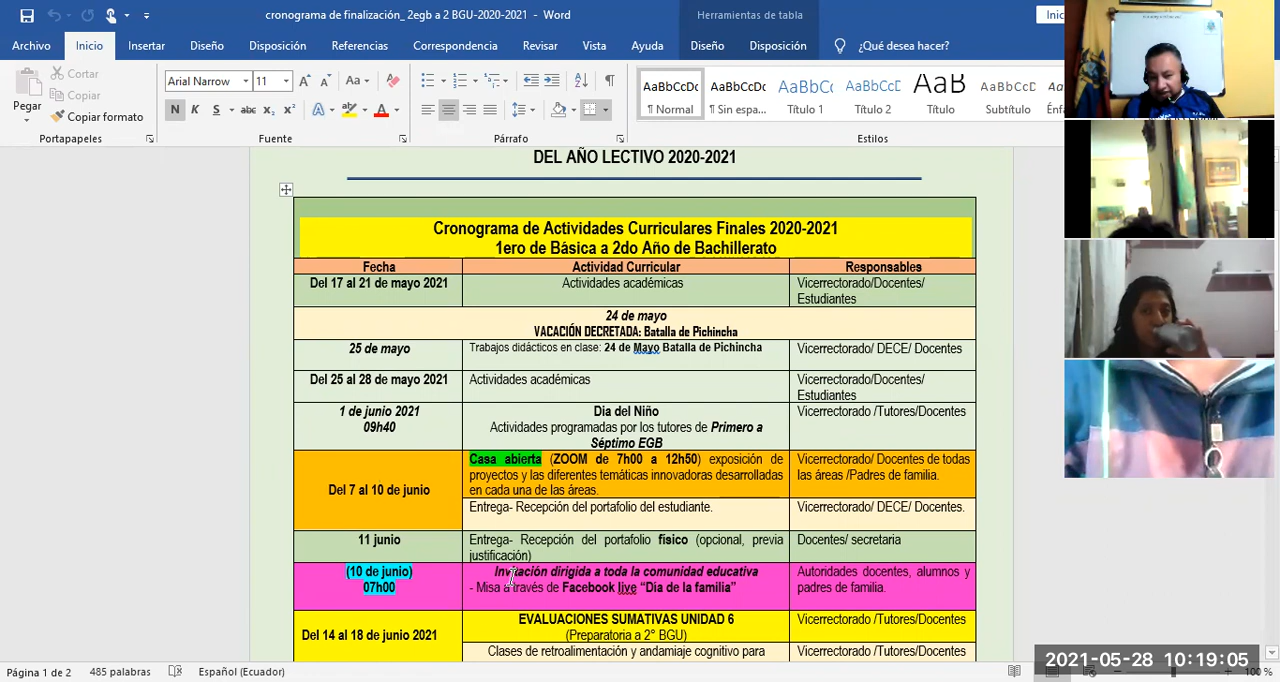 cronograma de finalización_ 2egb a 2 BGU-2020-2021 - Word
Herramientas de tabla
Inic
Archivo Inicio Insertar Diseño Disposición Referencias Correspondencia Revisar Vista Ayuda Diseño Disposición ¿Qué desea hacer?
Pegar
Cortar
Copiar
Copiar formato
Portapapeles
Arial Narrow 11
N K S abc x₂ x²
Fuente
Párrafo
AaBbCcDc AaBbCcDc AaBbCc AaBbCcD AaB AaBbCcD AaBbCcDc
¶ Normal ¶ Sin espa... Título 1 Título 2 Título Subtítulo Énf
Estilos
DEL AÑO LECTIVO 2020-2021
Cronograma de Actividades Curriculares Finales 2020-2021
1ero de Básica a 2do Año de Bachillerato
Fecha Actividad Curricular Responsables
Del 17 al 21 de mayo 2021 Actividades académicas Vicerrectorado/Docentes/
Estudiantes
24 de mayo
VACACIÓN DECRETADA: Batalla de Pichincha
25 de mayo Trabajos didácticos en clase: 24 de Mayo Batalla de Pichincha Vicerrectorado/ DECE/ Docentes
Del 25 al 28 de mayo 2021 Actividades académicas Vicerrectorado/Docentes/
Estudiantes
1 de junio 2021 Dia del Niño Vicerrectorado /Tutores/Docentes
09h40 Actividades programadas por los tutores de Primero a
Séptimo EGB
Del 7 al 10 de junio
Casa abierta (ZOOM de 7h00 a 12h50) exposición de Vicerrectorado/ Docentes de todas
proyectos y las diferentes temáticas innovadoras desarrolladas las áreas /Padres de familia.
en cada una de las áreas.
Entrega- Recepción del portafolio del estudiante. Vicerrectorado/ DECE/ Docentes.
11 junio Entrega- Recepción del portafolio físico (opcional, previa Docentes/ secretaria
justificación)
(10 de junio) Invitación dirigida a toda la comunidad educativa Autoridades docentes, alumnos y
07h00 - Misa a través de Facebook live “Dia de la familia” padres de familia.
Del 14 al 18 de junio 2021
EVALUACIONES SUMATIVAS UNIDAD 6 Vicerrectorado /Tutores/Docentes
(Preparatoria a 2° BGU)
Clases de retroalimentación y andamiaje cognitivo para Vicerrectorado /Tutores/Docentes
Página 1 de 2 485 palabras Español (Ecuador)
2021-05-28 10:19:05
100 %